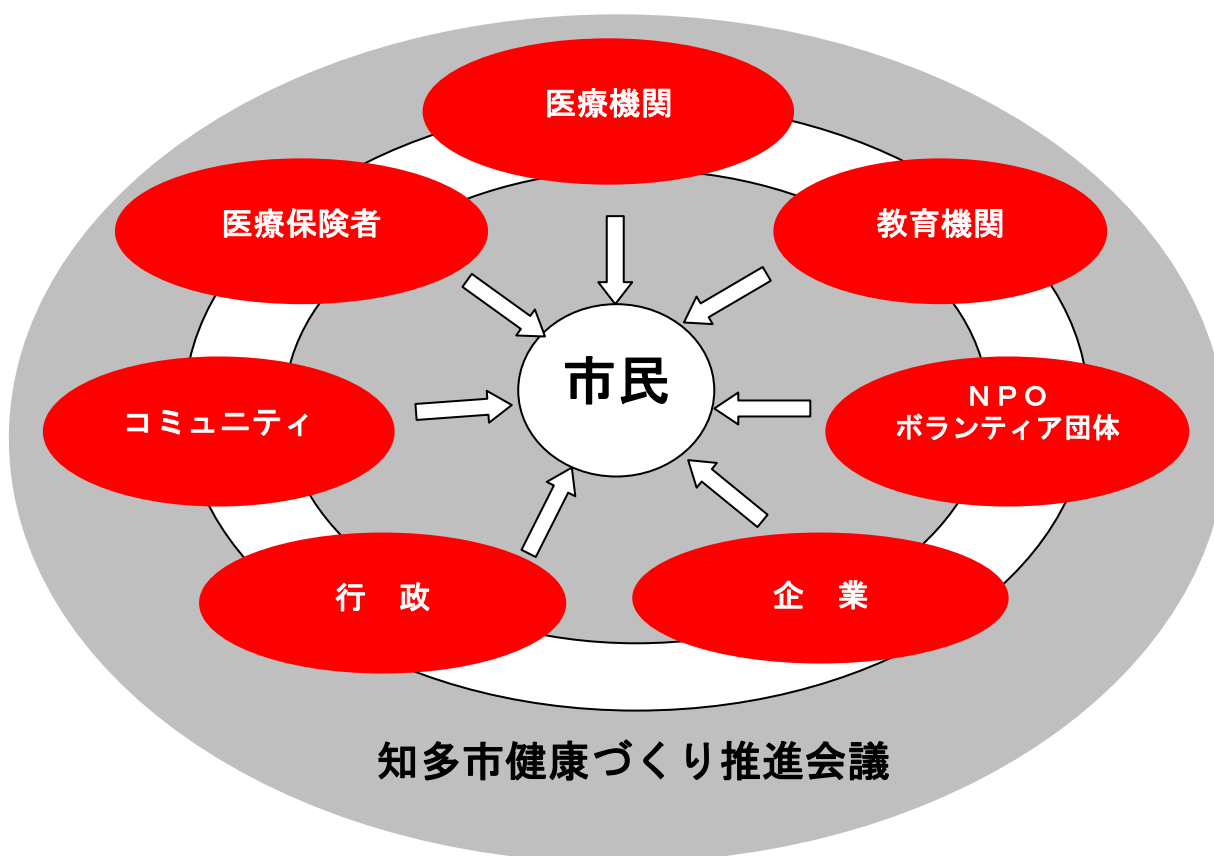 医療機関
医療保険者
教育機関
市民
コミュニティ
ＮＰＯ
ボランティア団体
行　政
企　業
知多市健康づくり推進会議